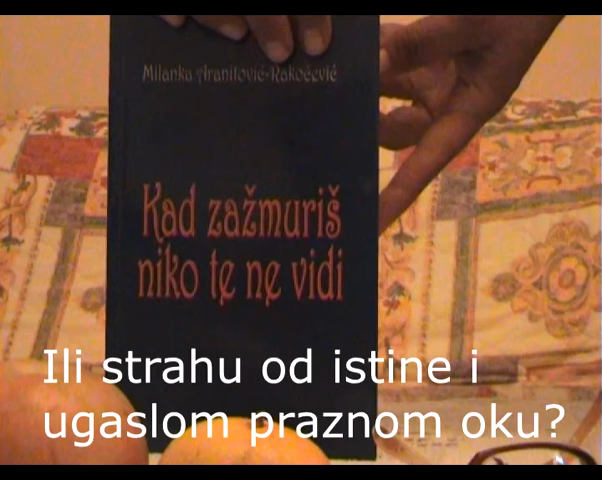 Milanka Aranitović-Rakočević
Kad zažmuriš
niko te ne vidi
Ili strahu od istine i
ugaslom praznom oku?